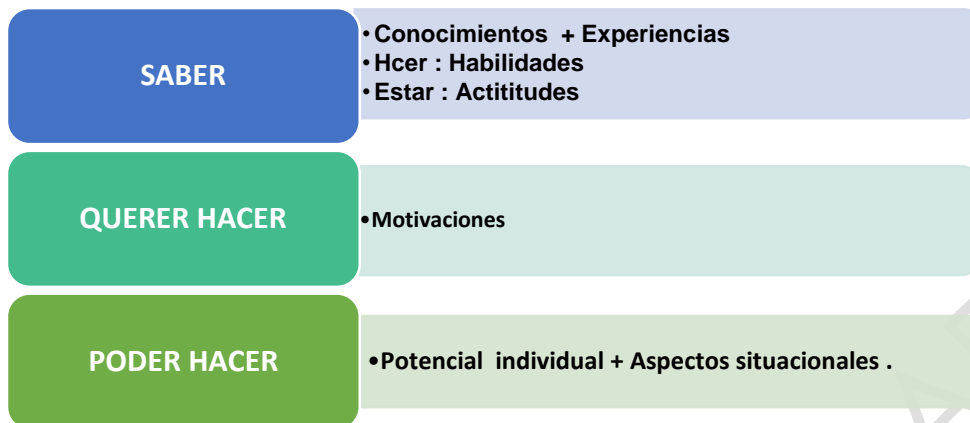 SABER
• Conocimientos + Experiencias
• Hcer : Habilidades
• Estar : Actititudes
QUERER HACER
•Motivaciones
PODER HACER
•Potencial individual + Aspectos situacionales .